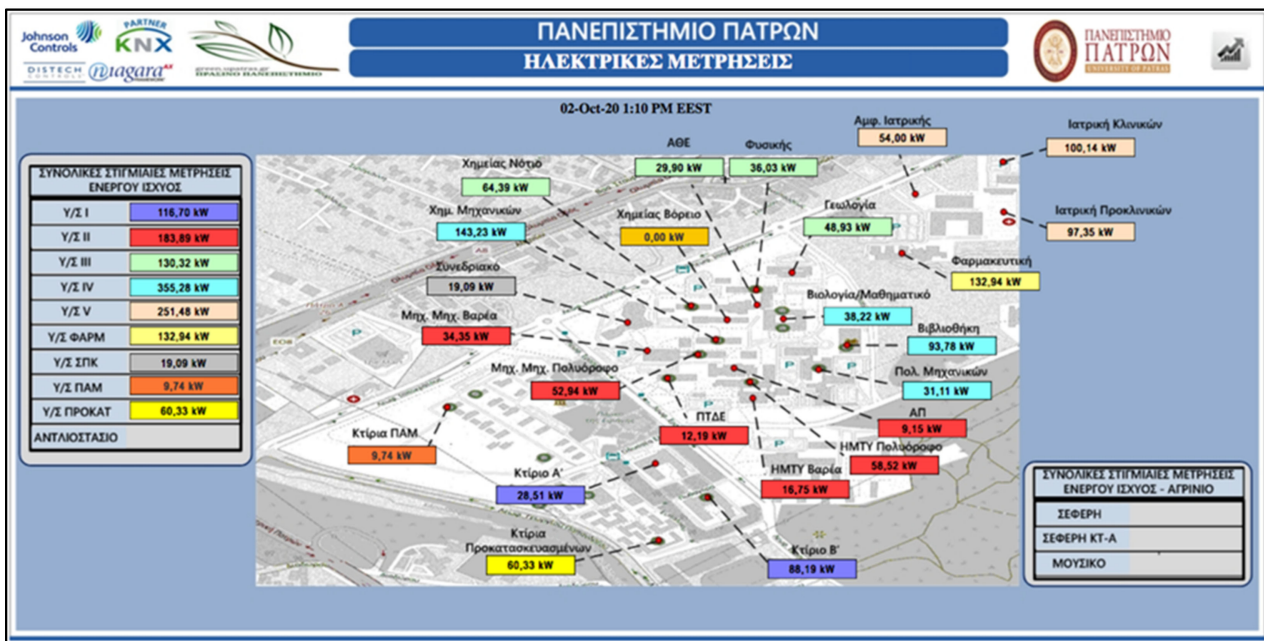 Johnson Controls
PARTNER
KNX
DISTECH CONTROLS
niagara AX
green.upatras.gr
ΠΡΑΣΙΝΟ ΠΑΝΕΠΙΣΤΗΜΙΟ
ΠΑΝΕΠΙΣΤΗΜΙΟ ΠΑΤΡΩΝ
ΗΛΕΚΤΡΙΚΕΣ ΜΕΤΡΗΣΕΙΣ
ΠΑΝΕΠΙΣΤΗΜΙΟ
ΠΑΤΡΩΝ
UNIVERSITY OF PATRAS
02-Oct-20 1:10 PM EEST
ΣΥΝΟΛΙΚΕΣ ΣΤΙΓΜΙΑΙΕΣ ΜΕΤΡΗΣΕΙΣ
ΕΝΕΡΓΟΥ ΙΣΧΥΟΣ
Υ/Σ I 116,70 kW
Υ/Σ II 183,89 kW
Υ/Σ III 130,32 kW
Υ/Σ IV 355,28 kW
Υ/Σ V 251,48 kW
Υ/Σ ΦΑΡΜ 132,94 kW
Υ/Σ ΣΠΚ 19,09 kW
Υ/Σ ΠΑΜ 9,74 kW
Υ/Σ ΠΡΟΚΑΤ 60,33 kW
ΑΝΤΛΙΟΣΤΑΣΙΟ
Αμφ. Ιατρικής
54,00 kW
Ιατρική Κλινικών
100,14 kW
ΑΘΕ
29,90 kW
Φυσικής
36,03 kW
Χημείας Νότιο
64,39 kW
Χημ. Μηχανικών
143,23 kW
Χημείας Βόρειο
0,00 kW
Γεωλογία
48,93 kW
Ιατρική Προκλινικών
97,35 kW
Συνεδριακό
19,09 kW
Φαρμακευτική
132,94 kW
Μηχ. Μηχ. Βαρέα
34,35 kW
Βιολογία/Μαθηματικό
38,22 kW
Βιβλιοθήκη
93,78 kW
Μηχ. Μηχ. Πολυόροφο
52,94 kW
Πολ. Μηχανικών
31,11 kW
ΠΤΔΕ
12,19 kW
ΑΠ
9,15 kW
Κτίρια ΠΑΜ
9,74 kW
ΗΜΤΥ Πολυόροφο
58,52 kW
ΗΜΤΥ Βαρία
16,75 kW
Κτίριο Α'
28,51 kW
Κτίρια
Προκατασκευασμένων
60,33 kW
Κτίριο Β'
88,19 kW
ΣΥΝΟΛΙΚΕΣ ΣΤΙΓΜΙΑΙΕΣ ΜΕΤΡΗΣΕΙΣ
ΕΝΕΡΓΟΥ ΙΣΧΥΟΣ - ΑΓΡΙΝΙΟ
ΣΕΦΕΡΗ
ΣΕΦΕΡΗ ΚΤ-Α
ΜΟΥΣΙΚΟ